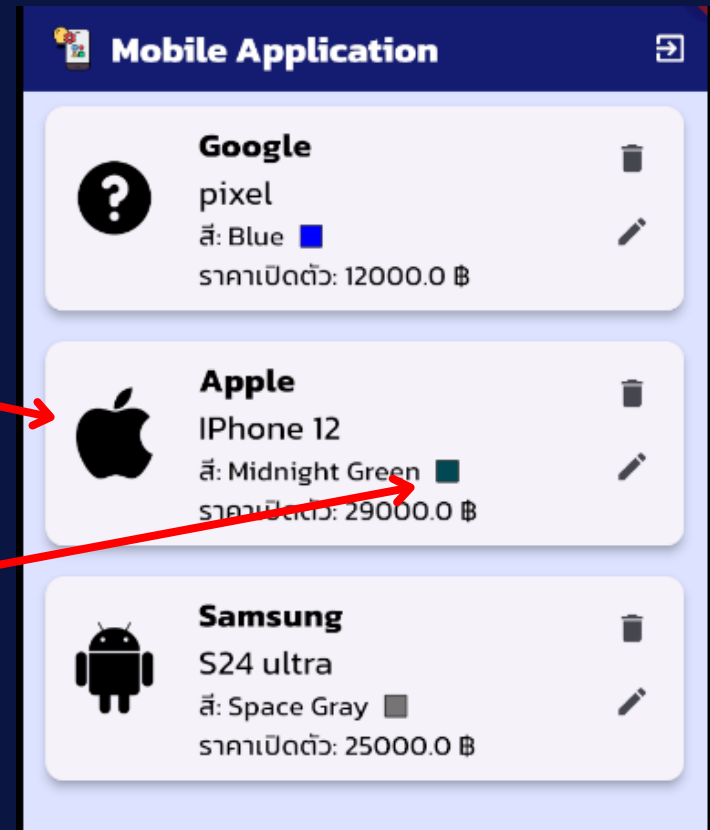 Mobile Application
Google
pixel
สี: Blue
ราคาเปิดตัว: 12000.0 ฿
Apple
IPhone 12
สี: Midnight Green
ราคาเปิดตัว: 29000.0 ฿
Samsung
S24 ultra
สี: Space Gray
ราคาเปิดตัว: 25000.0 ฿